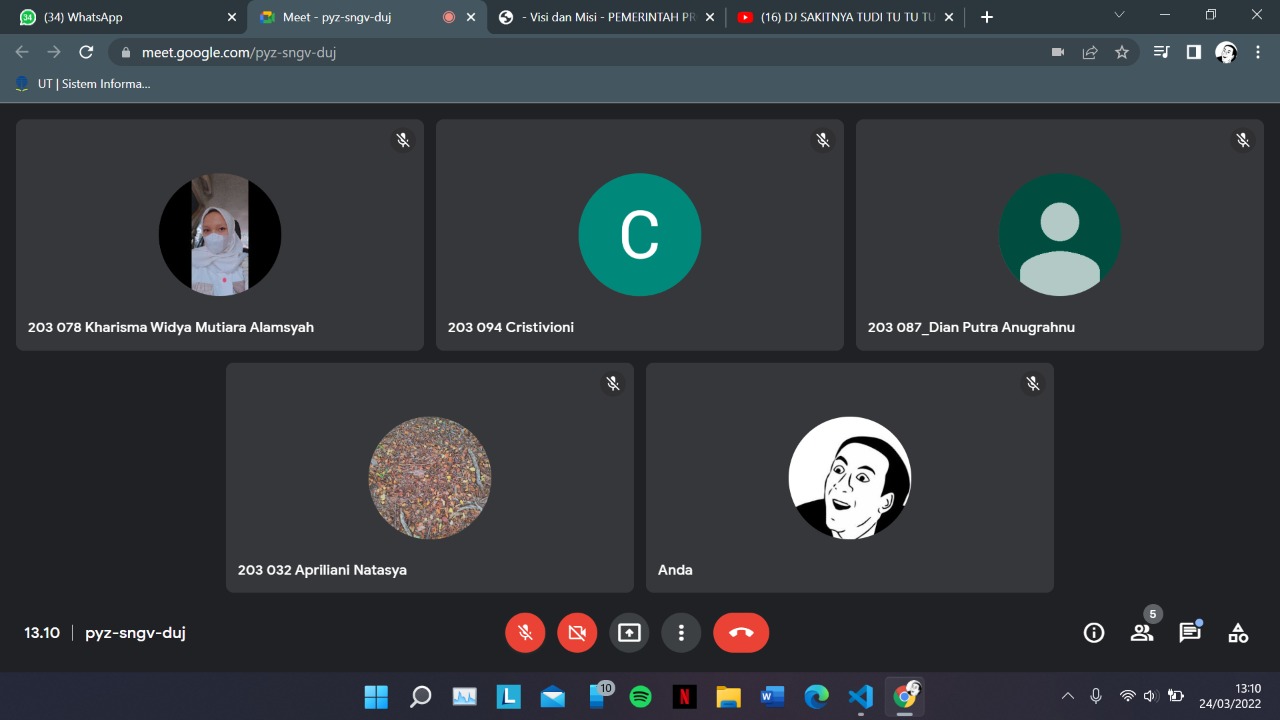 (34) WhatsApp
Meet - pyz-sngv-duj
- Visi dan Misi - PEMERINTAH PR
(16) DJ SAKITNYA TUDI TU TU TU
meet.google.com/pyz-sngv-duj
UT | Sistem Informa...
203 078 Kharisma Widya Mutiara Alamsyah
C
203 094 Cristivioni
203 087_Dian Putra Anugrahnu
203 032 Apriliani Natasya
Anda
13.10 | pyz-sngv-duj
5
10
13:10
24/03/2022